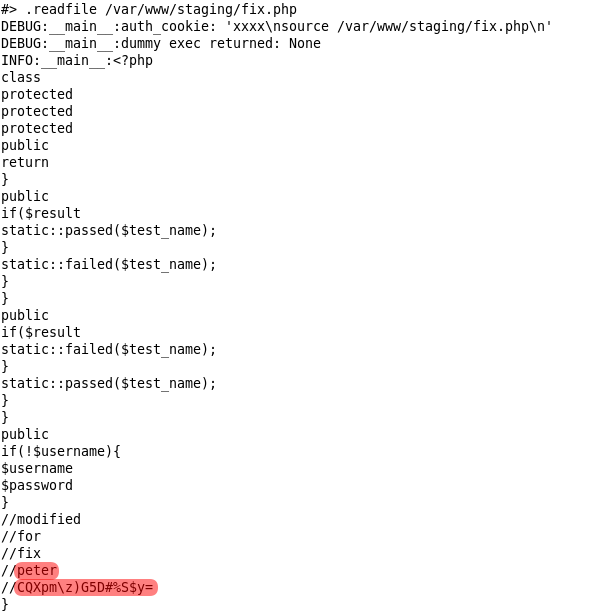 #> .readfile /var/www/staging/fix.php
DEBUG:__main__:auth_cookie: 'xxxx\nsource /var/www/staging/fix.php\n'
DEBUG:__main__:dummy exec returned: None
INFO:__main__:<?php
class
protected
protected
protected
public
return
}
public
if($result
static::passed($test_name);
}
static::failed($test_name);
}
}
public
if($result
static::failed($test_name);
}
static::passed($test_name);
}
}
public
if(!$username){
$username
$password
}
//modified
//for
//fix
//peter
//CQXpm\z)G5D#%S$y=
}